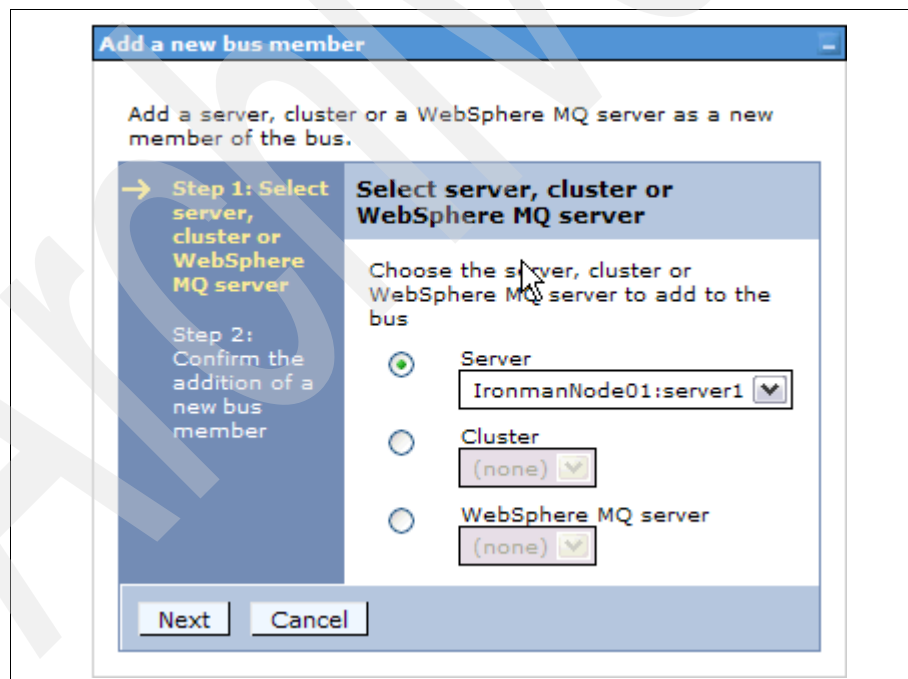 Add a new bus member
Add a server, cluster or a WebSphere MQ server as a new
member of the bus.
Step 1: Select
server,
cluster or
WebSphere
MQ server
Step 2:
Confirm the
addition of a
new bus
member
Select server, cluster or
WebSphere MQ server
Choose the server, cluster or
WebSphere MQ server to add to the
bus
Server
IronmanNode01:server1
Cluster
(none)
WebSphere MQ server
(none)
Next Cancel